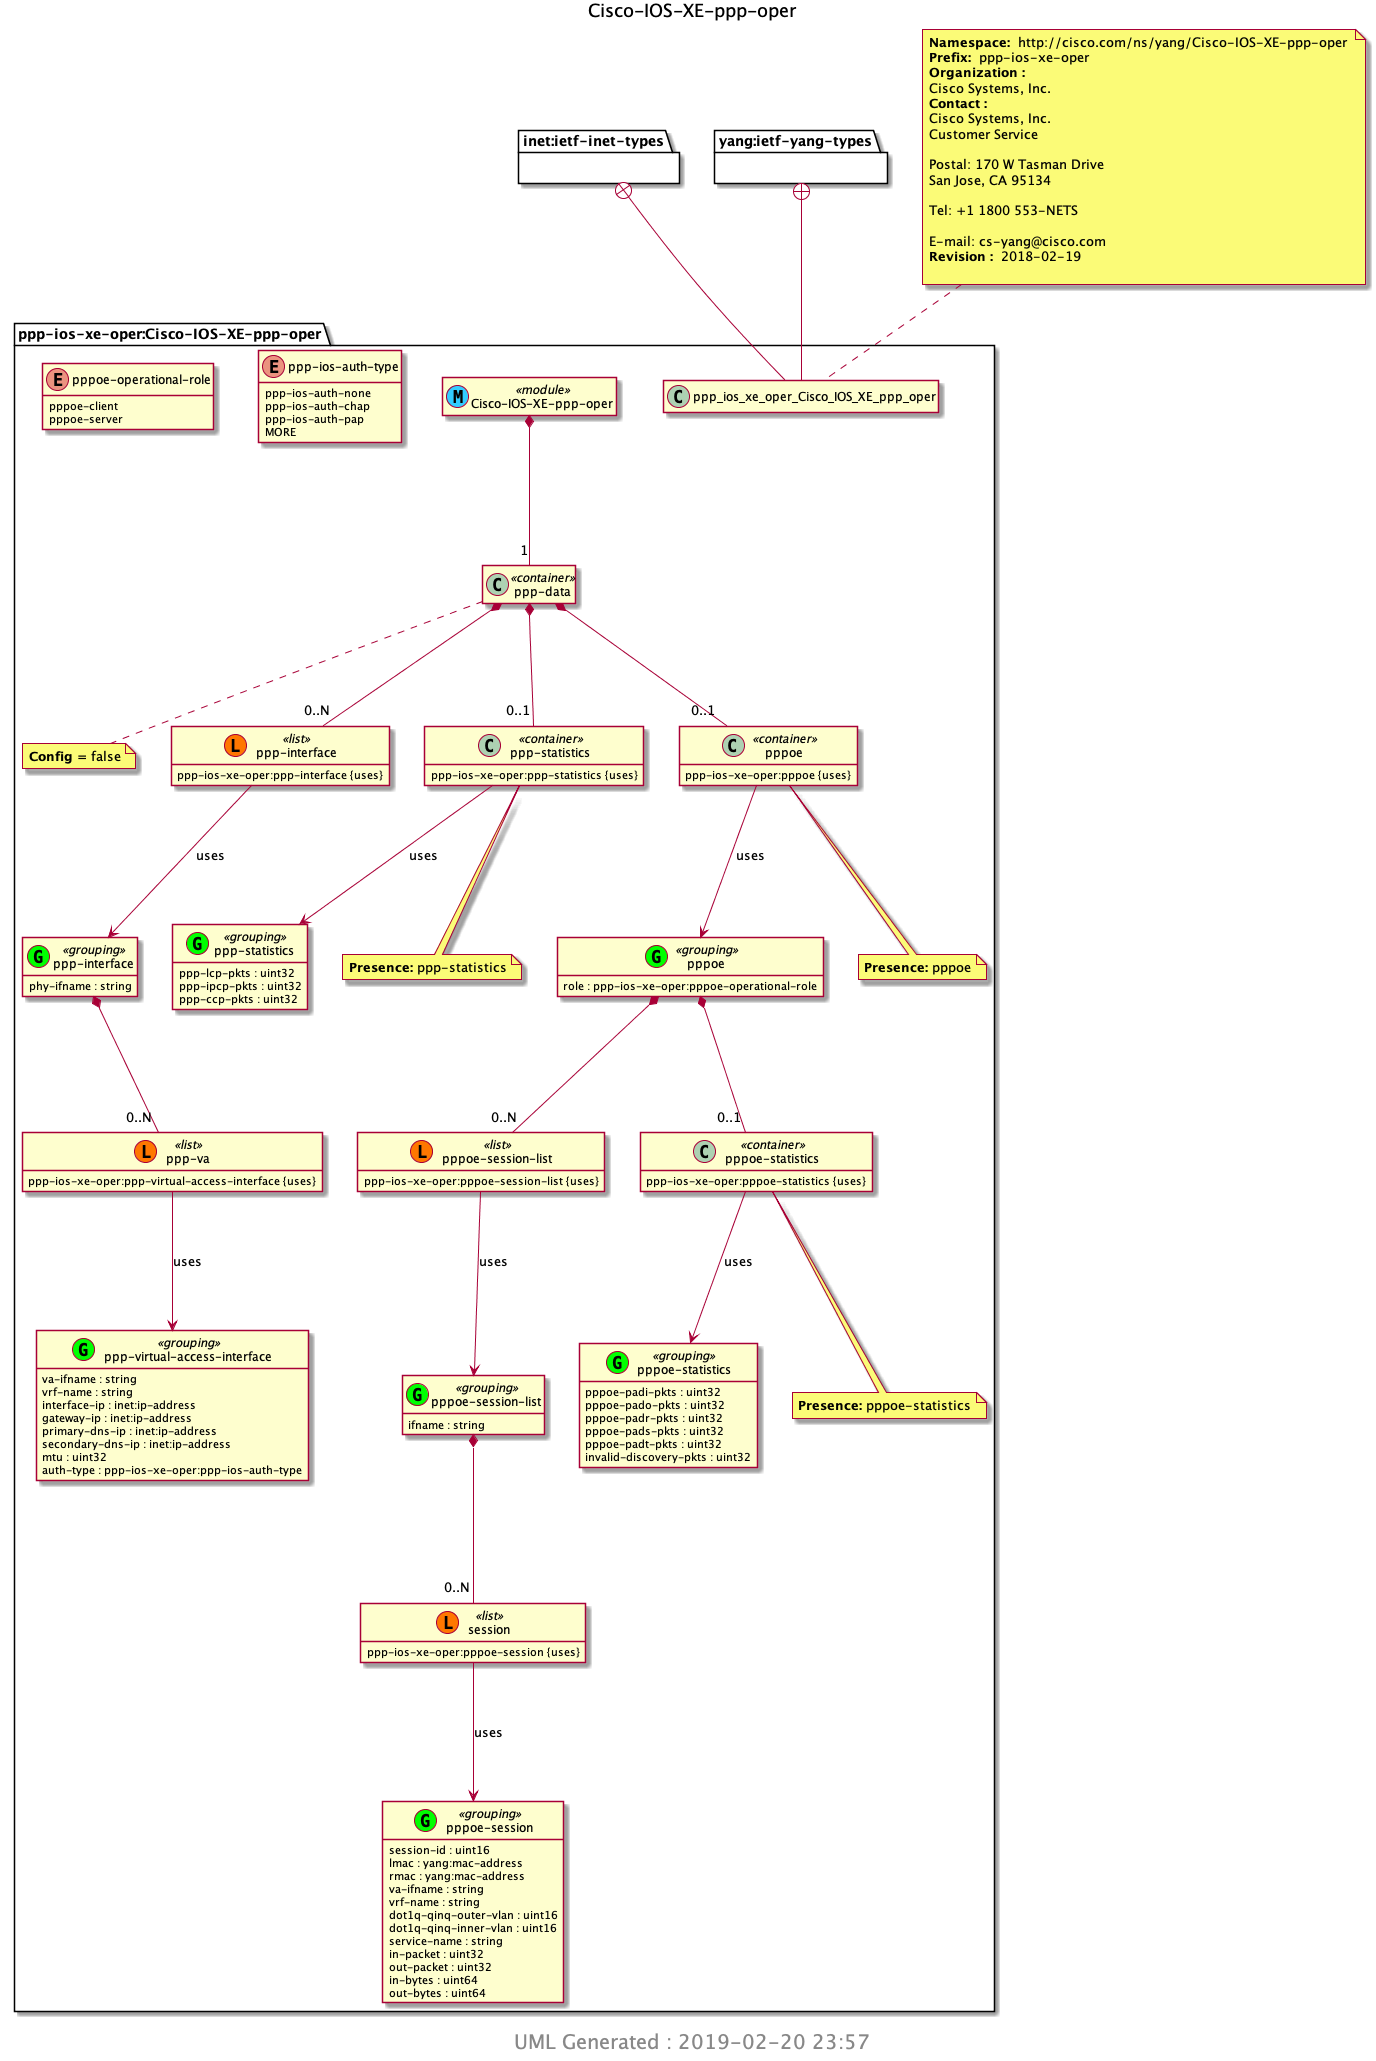 Cisco-IOS-XE-ppp-oper
Namespace: http://cisco.com/ns/yang/Cisco-IOS-XE-ppp-oper
Prefix: ppp-ios-xe-oper
Organization :
Cisco Systems, Inc.
Contact :
Cisco Systems, Inc.
Customer Service
Postal: 170 W Tasman Drive
San Jose, CA 95134
Tel: +1 1800 553-NETS
E-mail: cs-yang@cisco.com
Revision : 2018-02-19
inet:ietf-inet-types
yang:ietf-yang-types
ppp-ios-xe-oper:Cisco-IOS-XE-ppp-oper
E pppoe-operational-role
pppoe-client
pppoe-server
E ppp-ios-auth-type
ppp-ios-auth-none
ppp-ios-auth-chap
ppp-ios-auth-pap
MORE
M «module»
Cisco-IOS-XE-ppp-oper
C ppp_ios_xe_oper_Cisco_IOS_XE_ppp_oper
1
C «container»
ppp-data
0..N
0..1
0..1
Config = false
L «list»
ppp-interface
ppp-ios-xe-oper:ppp-interface {uses}
C «container»
ppp-statistics
ppp-ios-xe-oper:ppp-statistics {uses}
C «container»
pppoe
ppp-ios-xe-oper:pppoe {uses}
uses
uses
uses
G «grouping»
ppp-interface
phy-ifname : string
G «grouping»
ppp-statistics
ppp-lcp-pkts : uint32
ppp-ipcp-pkts : uint32
ppp-ccp-pkts : uint32
Presence: ppp-statistics
G «grouping»
pppoe
role : ppp-ios-xe-oper:pppoe-operational-role
Presence: pppoe
0..N
0..N
0..1
L «list»
ppp-va
ppp-ios-xe-oper:ppp-virtual-access-interface {uses}
L «list»
pppoe-session-list
ppp-ios-xe-oper:pppoe-session-list {uses}
C «container»
pppoe-statistics
ppp-ios-xe-oper:pppoe-statistics {uses}
uses
uses
uses
G «grouping»
ppp-virtual-access-interface
va-ifname : string
vrf-name : string
interface-ip : inet:ip-address
gateway-ip : inet:ip-address
primary-dns-ip : inet:ip-address
secondary-dns-ip : inet:ip-address
mtu : uint32
auth-type : ppp-ios-xe-oper:ppp-ios-auth-type
G «grouping»
pppoe-session-list
ifname : string
G «grouping»
pppoe-statistics
pppoe-padi-pkts : uint32
pppoe-pado-pkts : uint32
pppoe-padr-pkts : uint32
pppoe-pads-pkts : uint32
pppoe-padt-pkts : uint32
invalid-discovery-pkts : uint32
Presence: pppoe-statistics
0..N
L «list»
session
ppp-ios-xe-oper:pppoe-session {uses}
uses
G «grouping»
pppoe-session
session-id : uint16
lmac : yang:mac-address
rmac : yang:mac-address
va-ifname : string
vrf-name : string
dot1q-qinq-outer-vlan : uint16
dot1q-qinq-inner-vlan : uint16
service-name : string
in-packet : uint32
out-packet : uint32
in-bytes : uint64
out-bytes : uint64
UML Generated : 2019-02-20 23:57